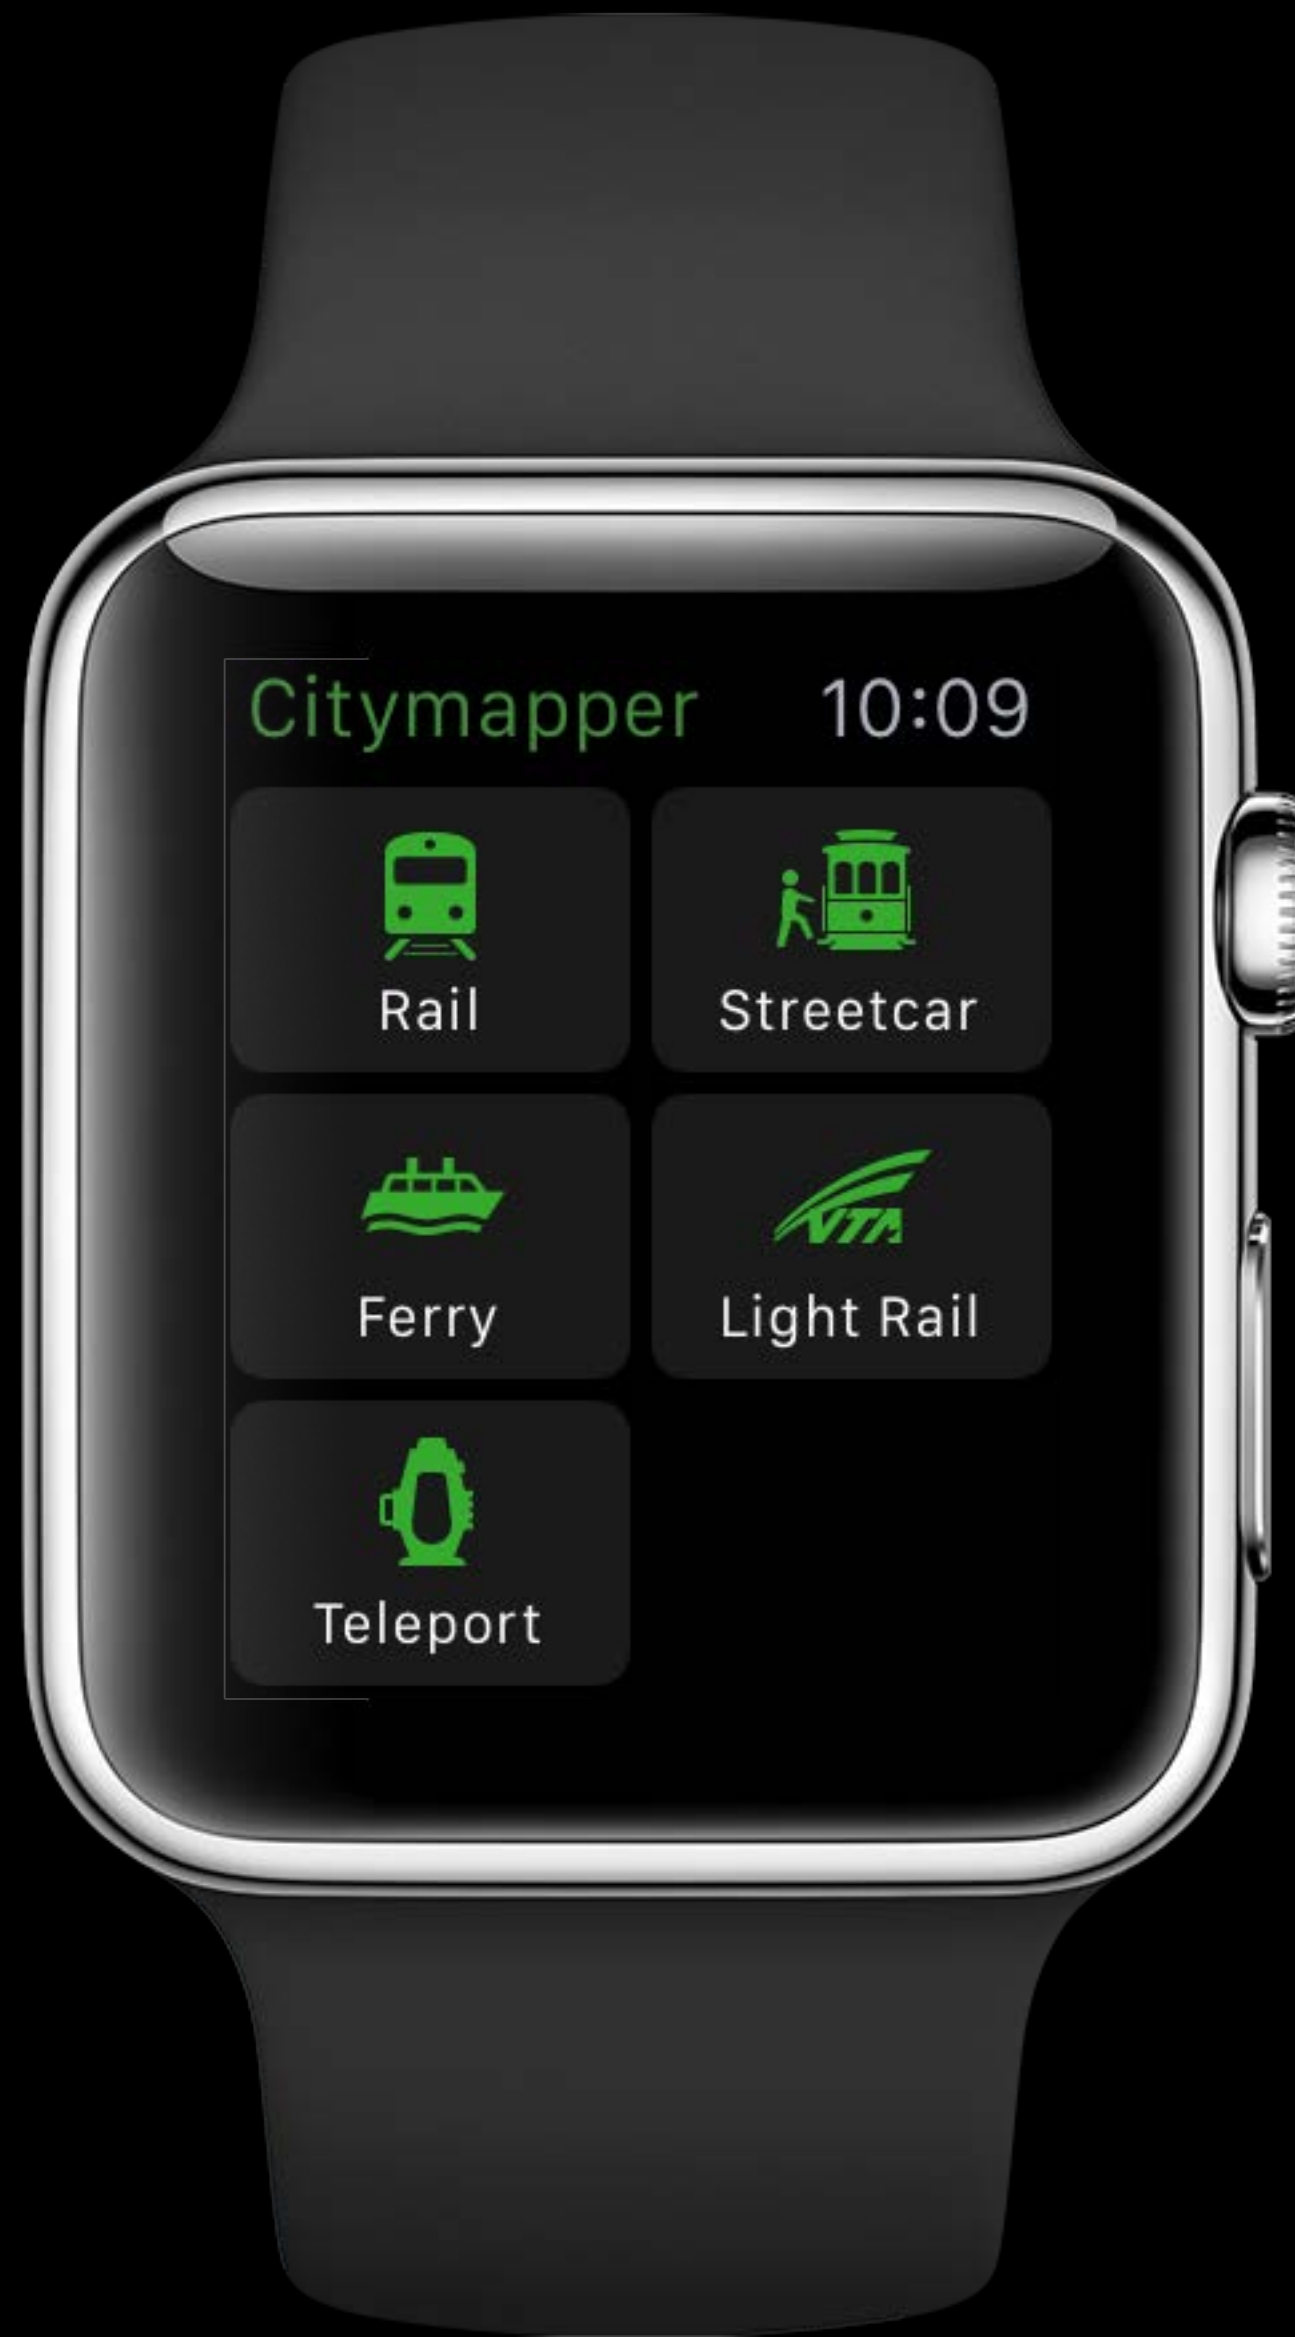 Citymapper 10:09
Rail
Streetcar
Ferry
VTA
Light Rail
Teleport